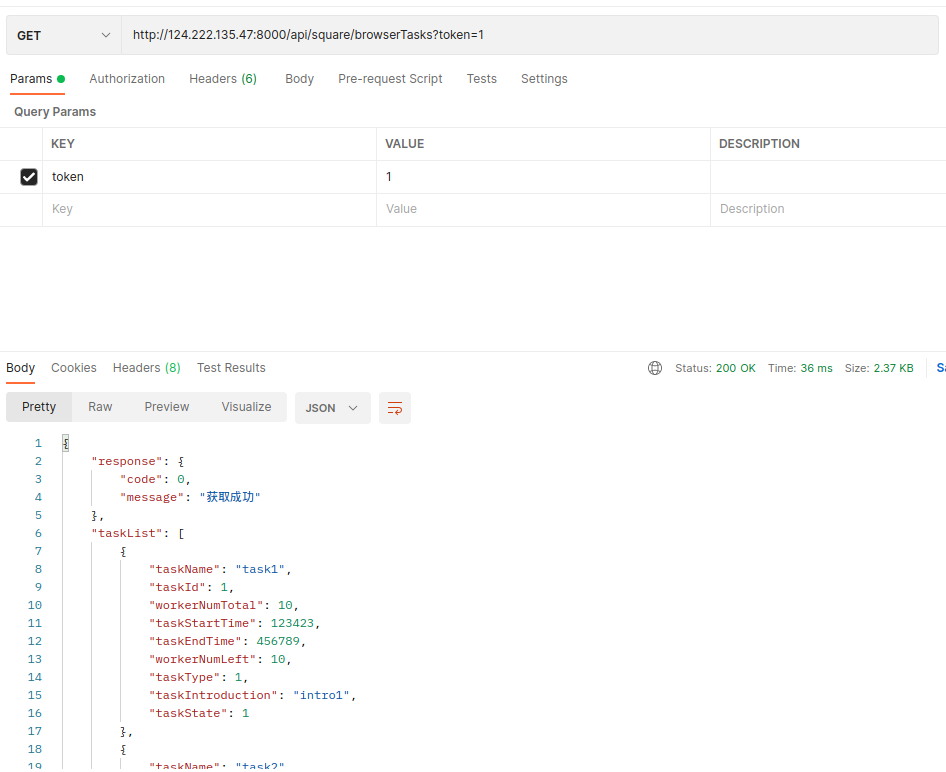 GET http://124.222.135.47:8000/api/square/browserTasks?token=1
Params Authorization Headers (6) Body Pre-request Script Tests Settings
Query Params
KEY VALUE DESCRIPTION
token 1
Key Value Description
Body Cookies Headers (8) Test Results Status: 200 OK Time: 36 ms Size: 2.37 KB Sa
Pretty Raw Preview Visualize JSON
1 {
2 "response": {
3 "code": 0,
4 "message": "获取成功"
5 },
6 "taskList": [
7 {
8 "taskName": "task1",
9 "taskId": 1,
10 "workerNumTotal": 10,
11 "taskStartTime": 123423,
12 "taskEndTime": 456789,
13 "workerNumLeft": 10,
14 "taskType": 1,
15 "taskIntroduction": "intro1",
16 "taskState": 1
17 },
18 {
19 "taskName": "task2"